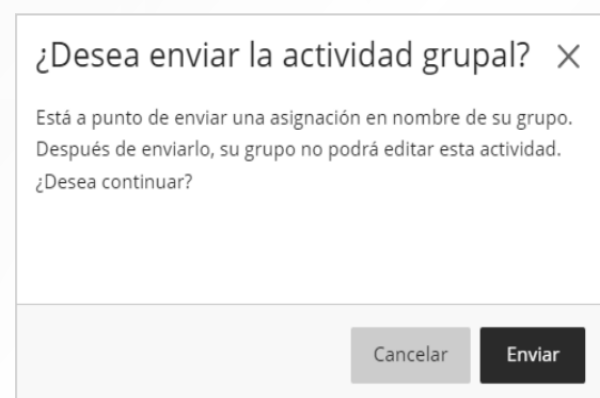 ¿Desea enviar la actividad grupal?
Está a punto de enviar una asignación en nombre de su grupo.
Después de enviarlo, su grupo no podrá editar esta actividad.
¿Desea continuar?
Cancelar
Enviar